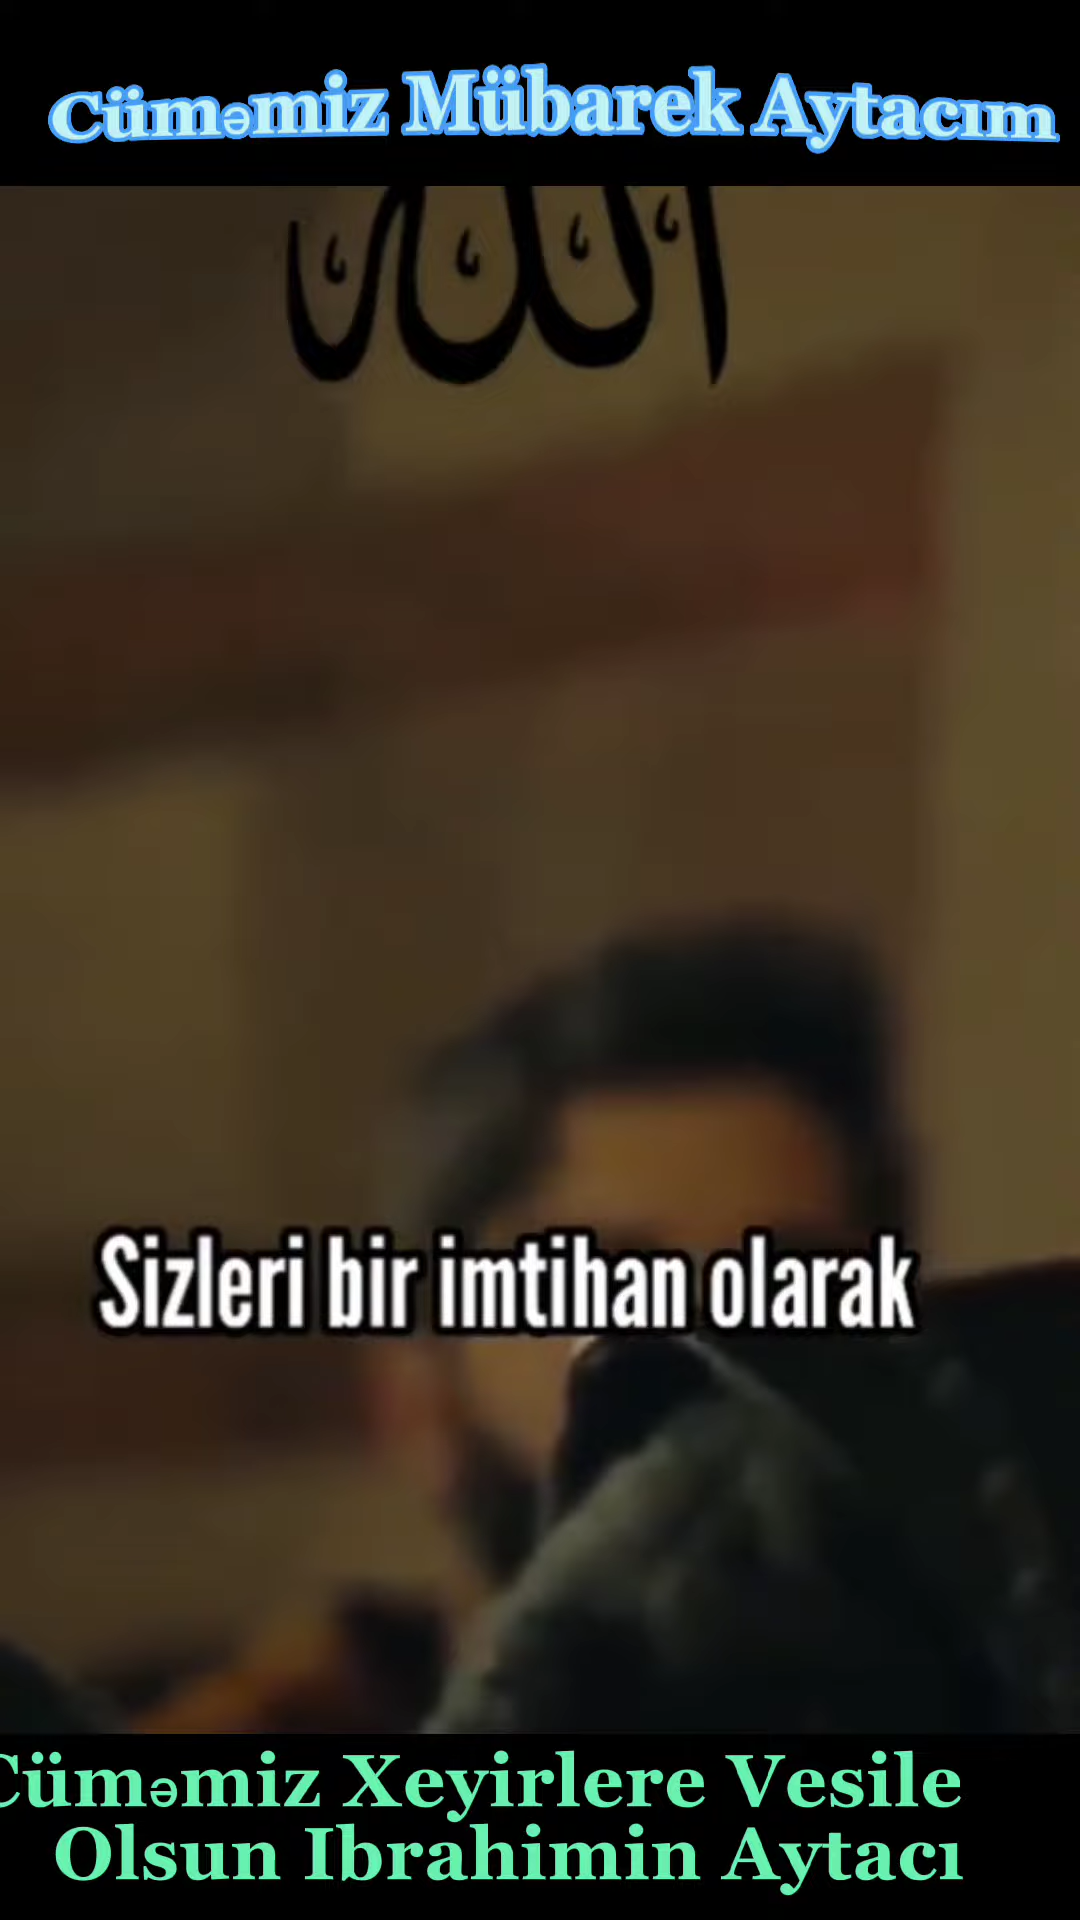 Cüməmiz Mübarek Aytacım
الله
Sizleri bir imtihan olarak
Cüməmiz Xeyirlere Vesile
Olsun Ibrahimin Aytacı